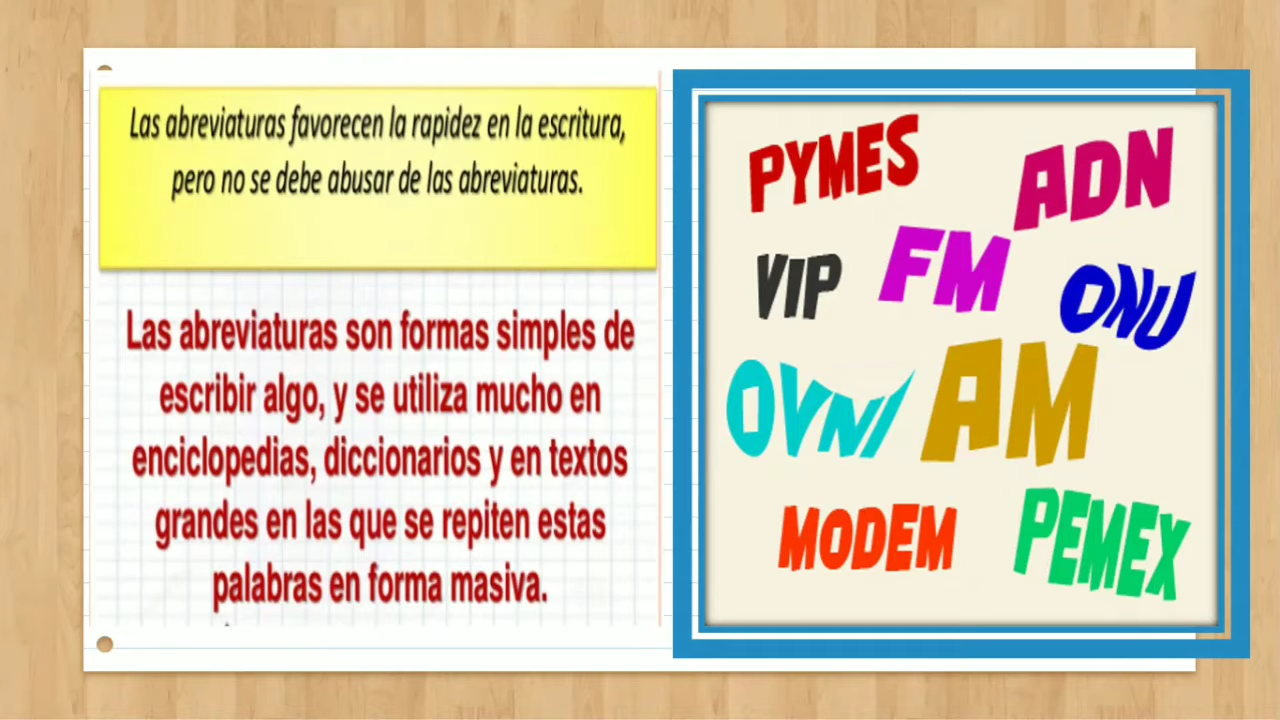 Las abreviaturas favorecen la rapidez en la escritura,
pero no se debe abusar de las abreviaturas.
Las abreviaturas son formas simples de
escribir algo, y se utiliza mucho en
enciclopedias, diccionarios y en textos
grandes en las que se repiten estas
palabras en forma masiva.
PYMES
ADN
VIP
FM
ONU
OVNI
AM
MODEM
PEMEX